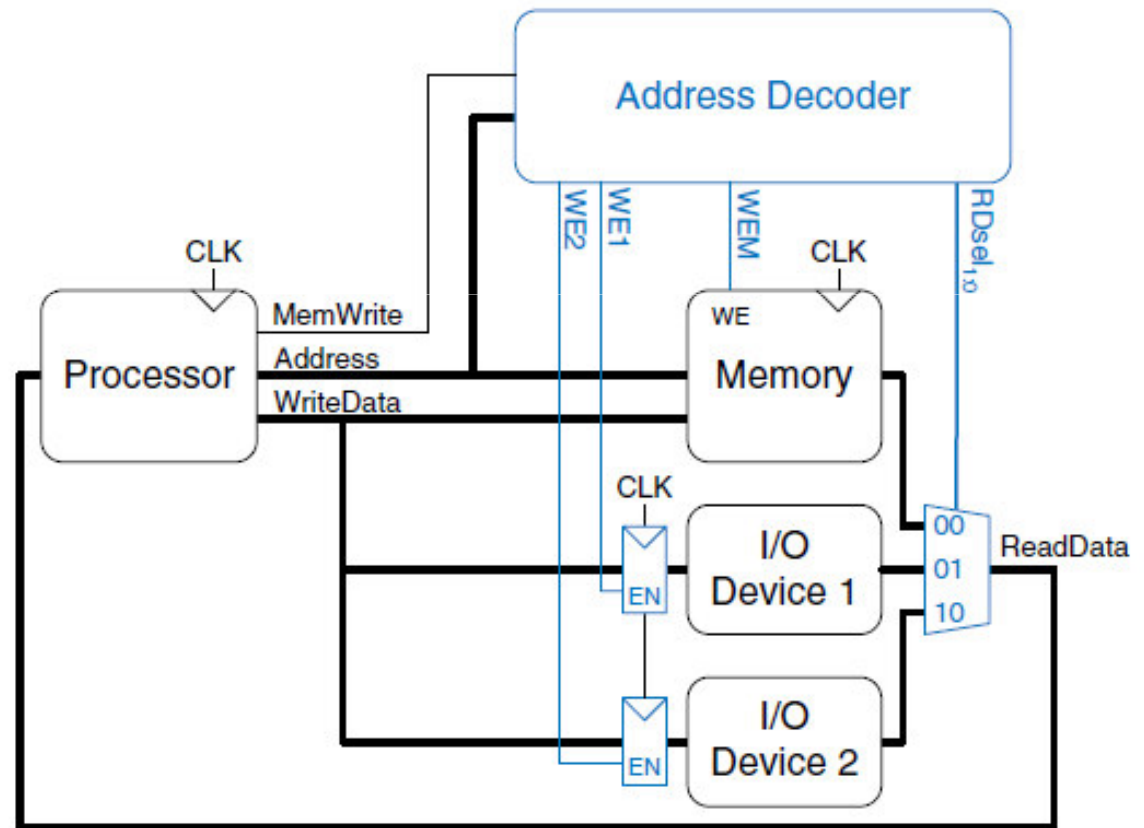 Address Decoder
WE2
WE1
WEM
RDsel1:0
CLK
CLK
MemWrite
WE
Processor
Address
Memory
WriteData
CLK
EN
I/O
Device 1
00
01
10
ReadData
EN
I/O
Device 2